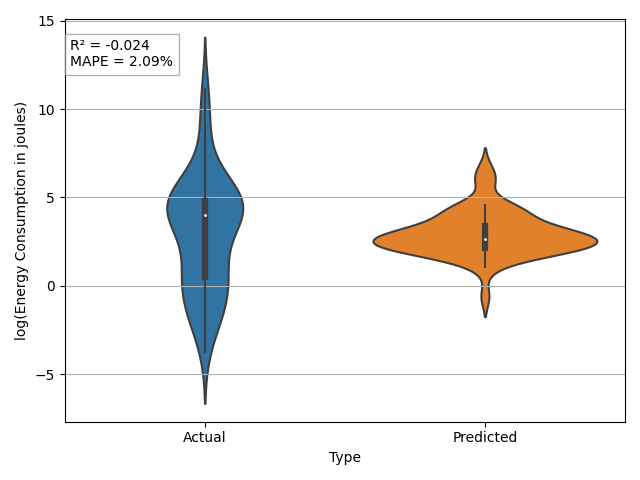 15
R² = -0.024
MAPE = 2.09%
10
5
0
−5
log(Energy Consumption in joules)
Actual
Predicted
Type